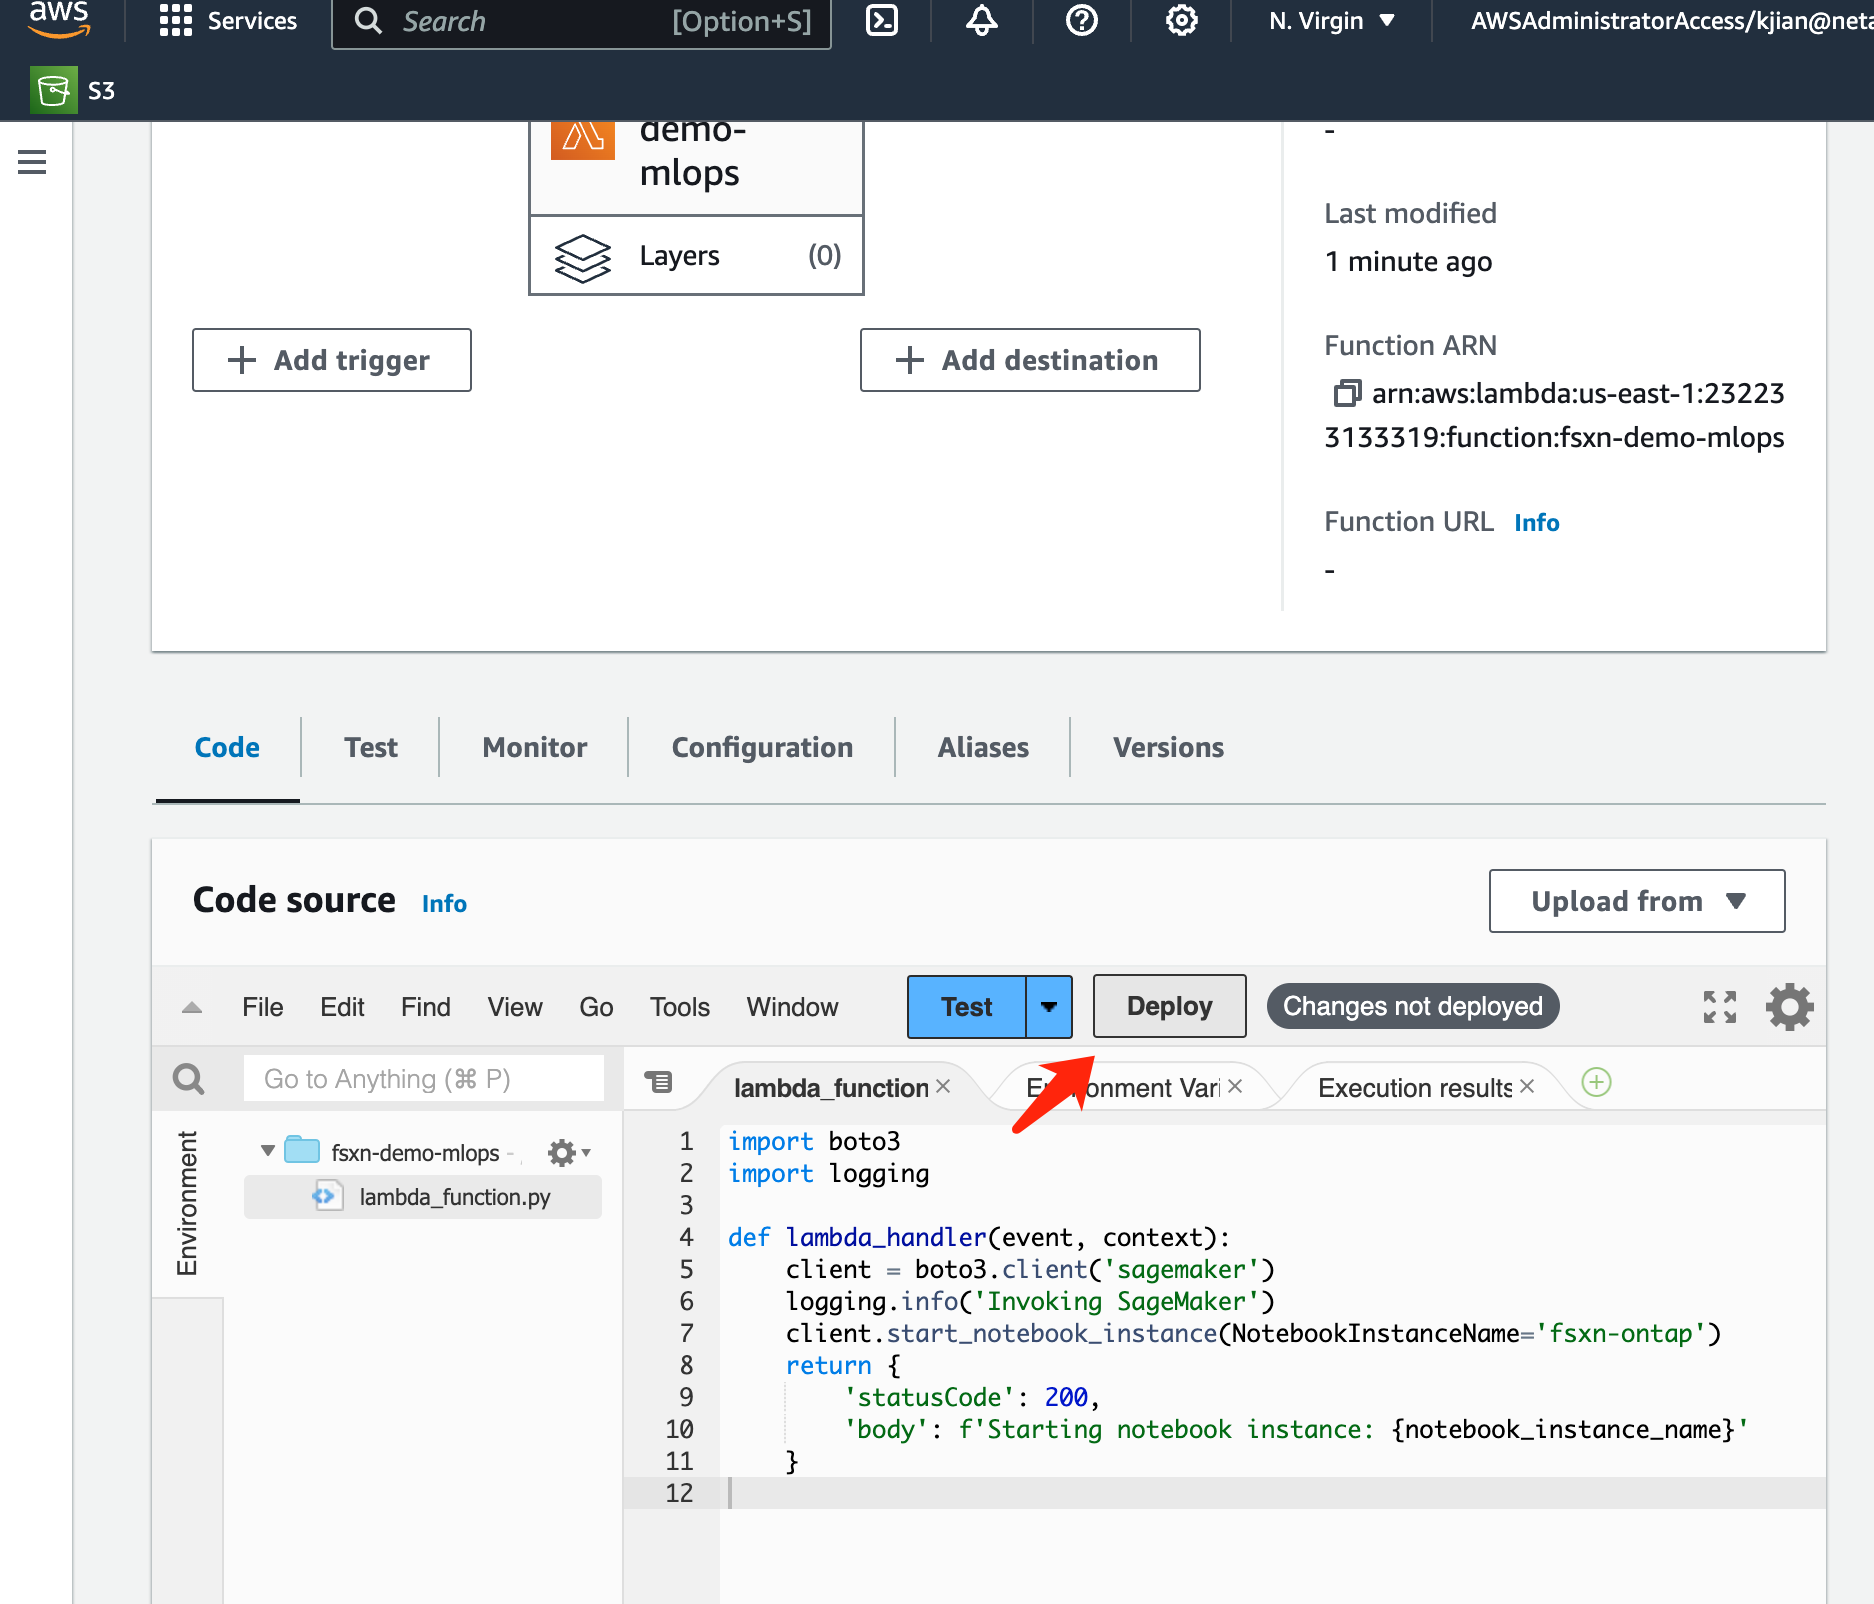 aws
Services
Search
[Option+S]
N. Virgin
AWSAdministratorAccess/kjian@neta
S3
demo-
mlops
Layers
(0)
Add trigger
Add destination
-
Last modified
1 minute ago
Function ARN
arn:aws:lambda:us-east-1:23223
3133319:function:fsxn-demo-mlops
Function URL Info
-
Code
Test
Monitor
Configuration
Aliases
Versions
Code source Info
Upload from
File
Edit
Find
View
Go
Tools
Window
Test
Deploy
Changes not deployed
Go to Anything (⌘ P)
lambda_function
onment Vari
Execution results
Environment
fsxn-demo-mlops -
lambda_function.py
1 import boto3
2 import logging
3
4 def lambda_handler(event, context):
5     client = boto3.client('sagemaker')
6     logging.info('Invoking SageMaker')
7     client.start_notebook_instance(NotebookInstanceName='fsxn-ontap')
8     return {
9         'statusCode': 200,
10         'body': f'Starting notebook instance: {notebook_instance_name}'
11     }
12